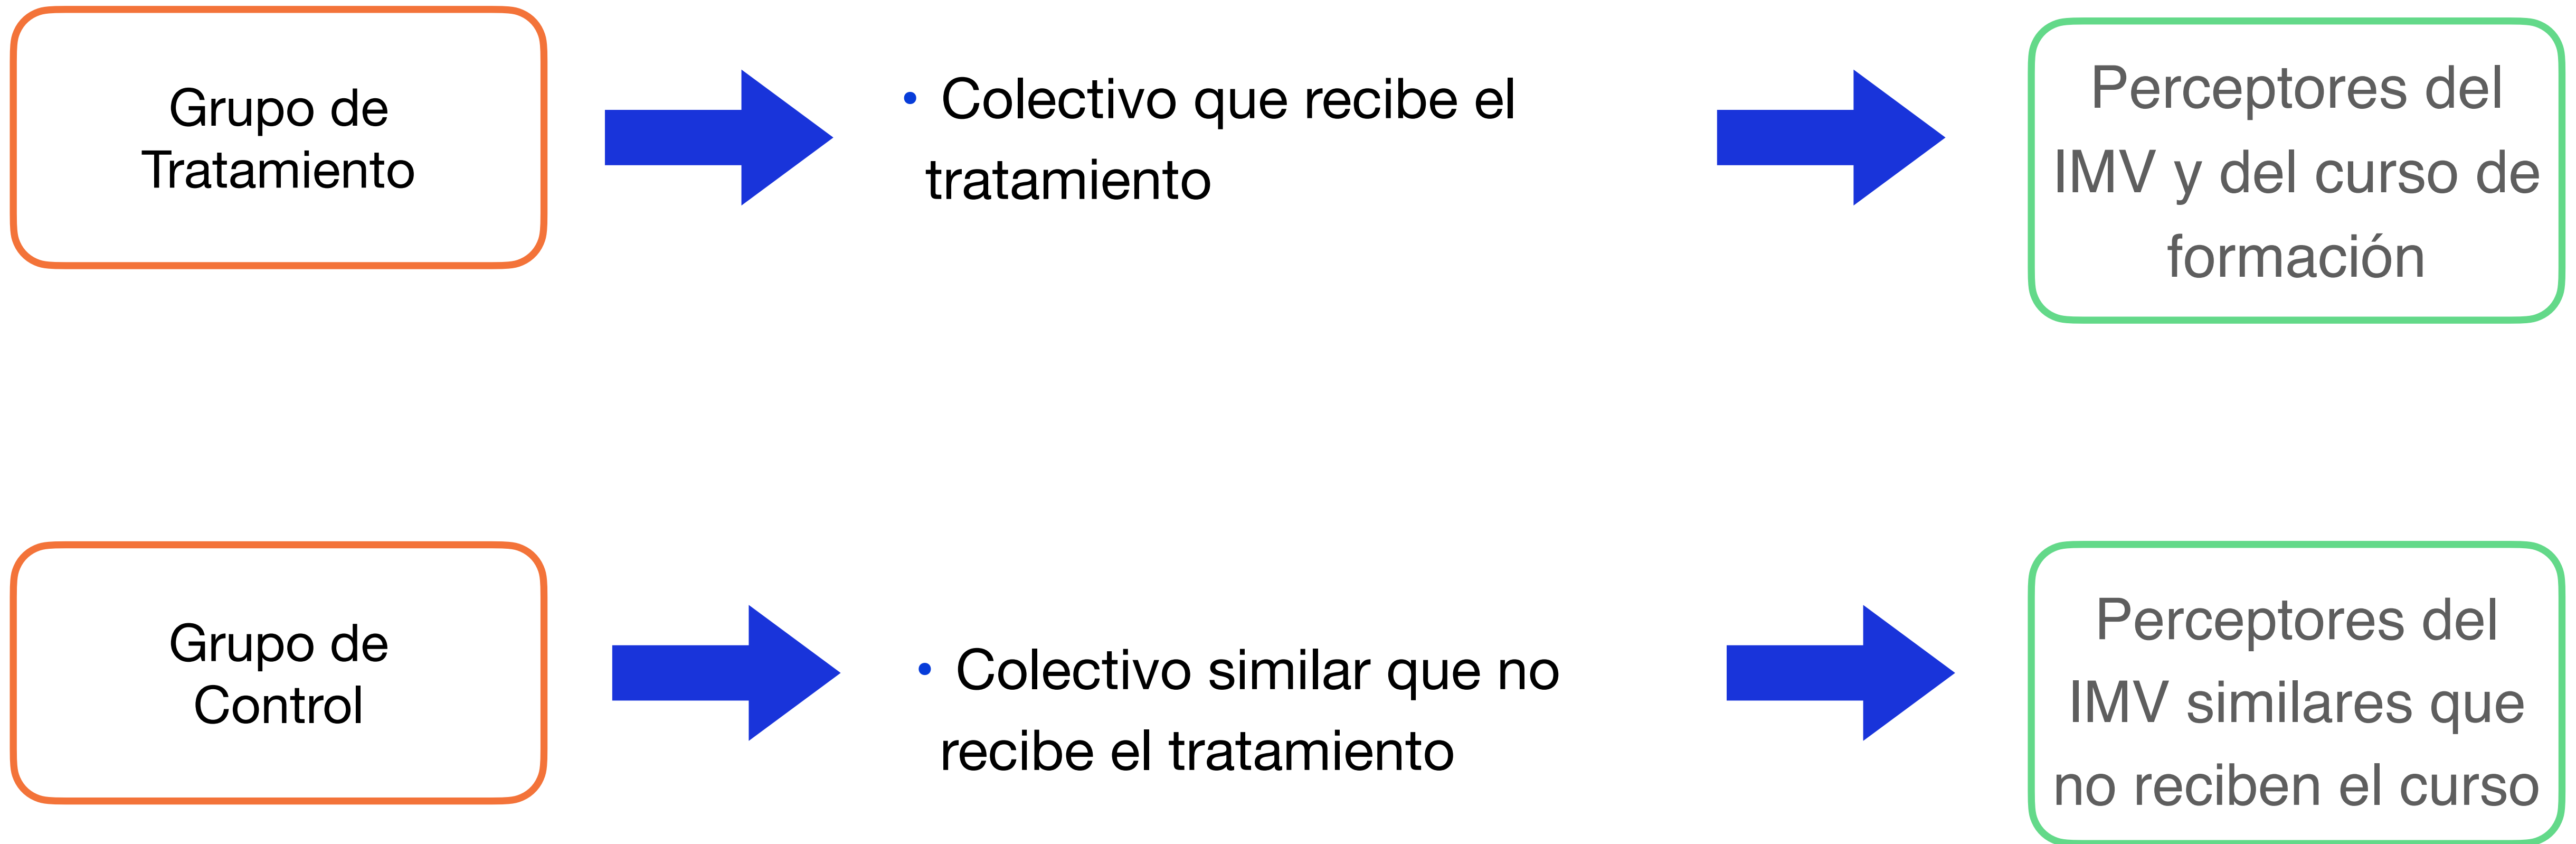 Grupo de
Tratamiento
• Colectivo que recibe el
tratamiento
Perceptores del
IMV y del curso de
formación
Grupo de
Control
• Colectivo similar que no
recibe el tratamiento
Perceptores del
IMV similares que
no reciben el curso